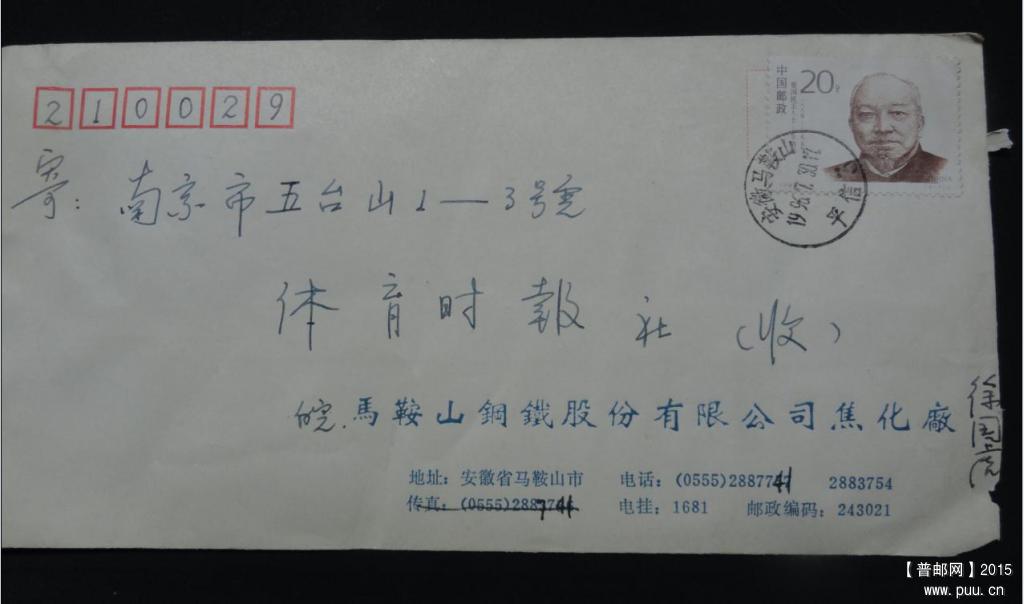 210029
中国邮政
20分
安徽马鞍山
寄：南京市五台山1—3号
体育时報社（收）
皖.馬鞍山鋼鐵股份有限公司焦化廠
徐国
地址：安徽省马鞍山市 电话：(0555)2887741 2883754
传真：(0555)2887741 电挂：1681 邮政编码：243021
【普邮网】2015
www.puu.cn